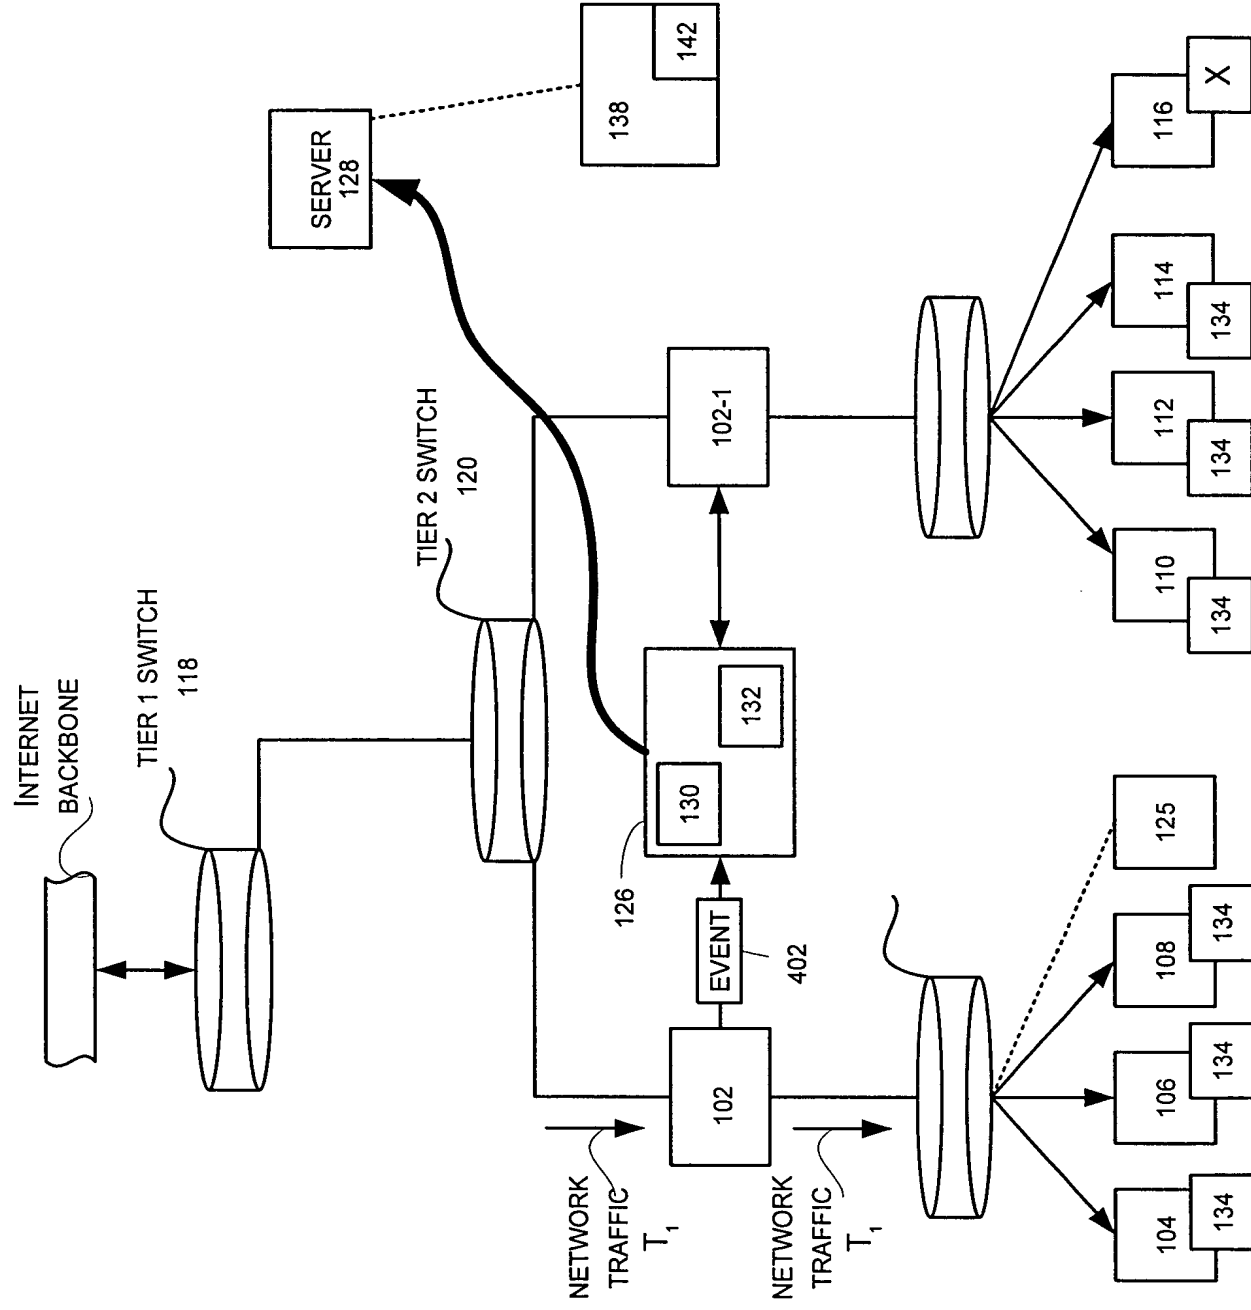 INTERNET
BACKBONE
TIER 1 SWITCH
118
TIER 2 SWITCH
120
SERVER
128
138
142
NETWORK
TRAFFIC
T1
102
EVENT
402
126
130
132
102-1
NETWORK
TRAFFIC
T1
104
134
106
134
108
134
125
110
134
112
134
114
134
116
X